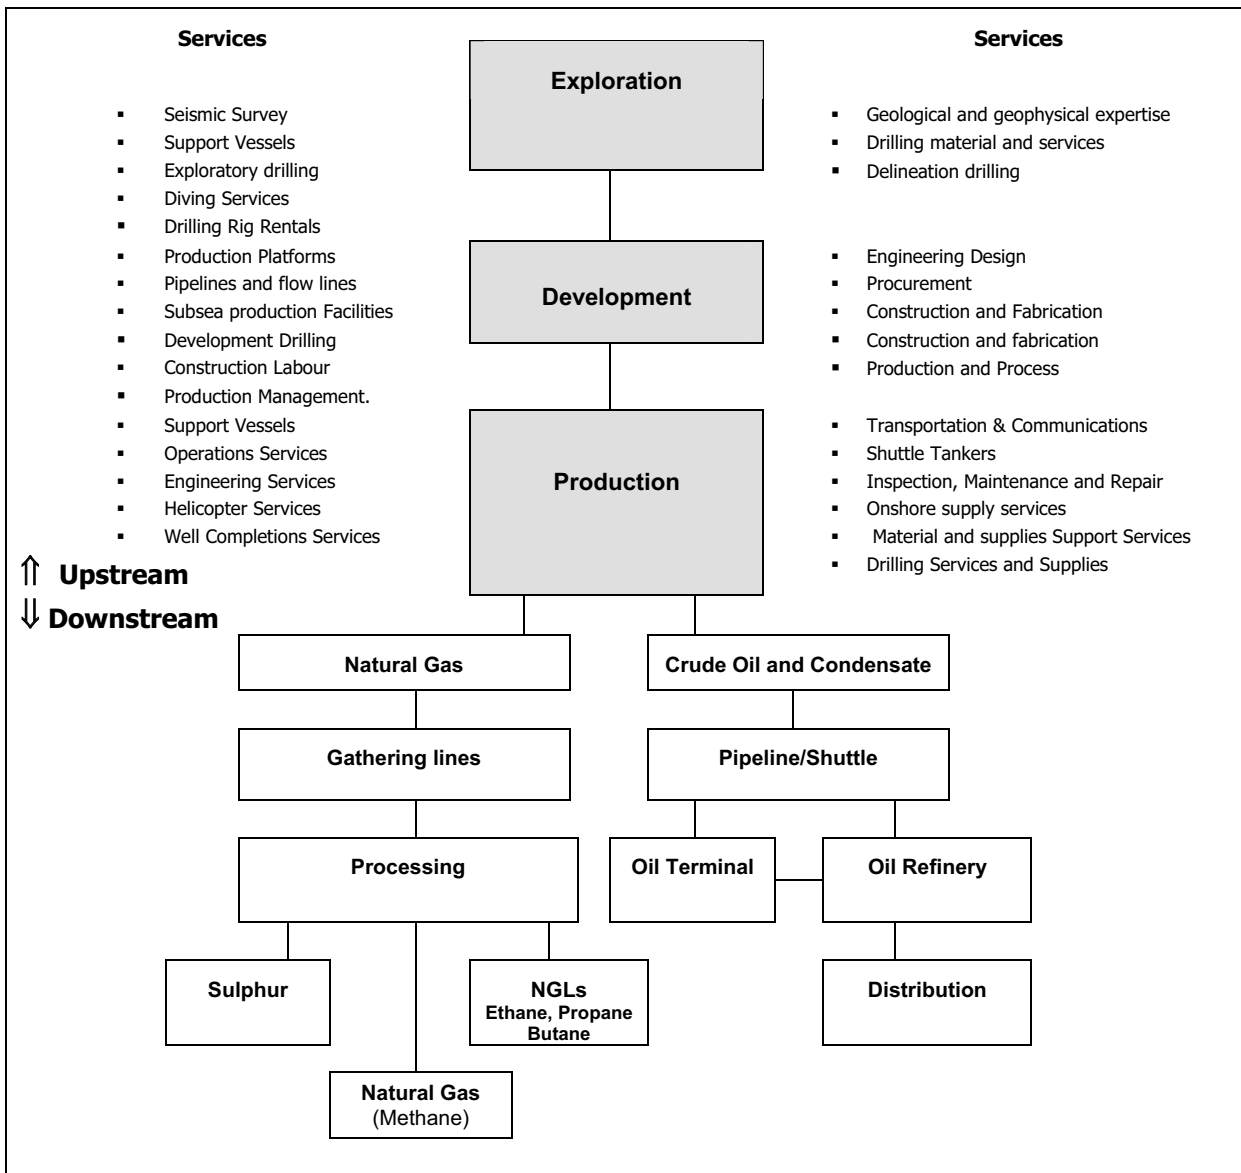 Services
Services
Exploration
▪ Seismic Survey
▪ Support Vessels
▪ Exploratory drilling
▪ Diving Services
▪ Drilling Rig Rentals
▪ Production Platforms
▪ Pipelines and flow lines
▪ Subsea production Facilities
▪ Development Drilling
▪ Construction Labour
▪ Production Management.
▪ Support Vessels
▪ Operations Services
▪ Engineering Services
▪ Helicopter Services
▪ Well Completions Services
▪ Geological and geophysical expertise
▪ Drilling material and services
▪ Delineation drilling
▪ Engineering Design
▪ Procurement
▪ Construction and Fabrication
▪ Construction and fabrication
▪ Production and Process
▪ Transportation & Communications
▪ Shuttle Tankers
▪ Inspection, Maintenance and Repair
▪ Onshore supply services
▪ Material and supplies Support Services
▪ Drilling Services and Supplies
Development
Production
⇑ Upstream
⇓ Downstream
Natural Gas
Crude Oil and Condensate
Gathering lines
Pipeline/Shuttle
Processing
Oil Terminal
Oil Refinery
Sulphur
NGLs
Ethane, Propane
Butane
Distribution
Natural Gas
(Methane)